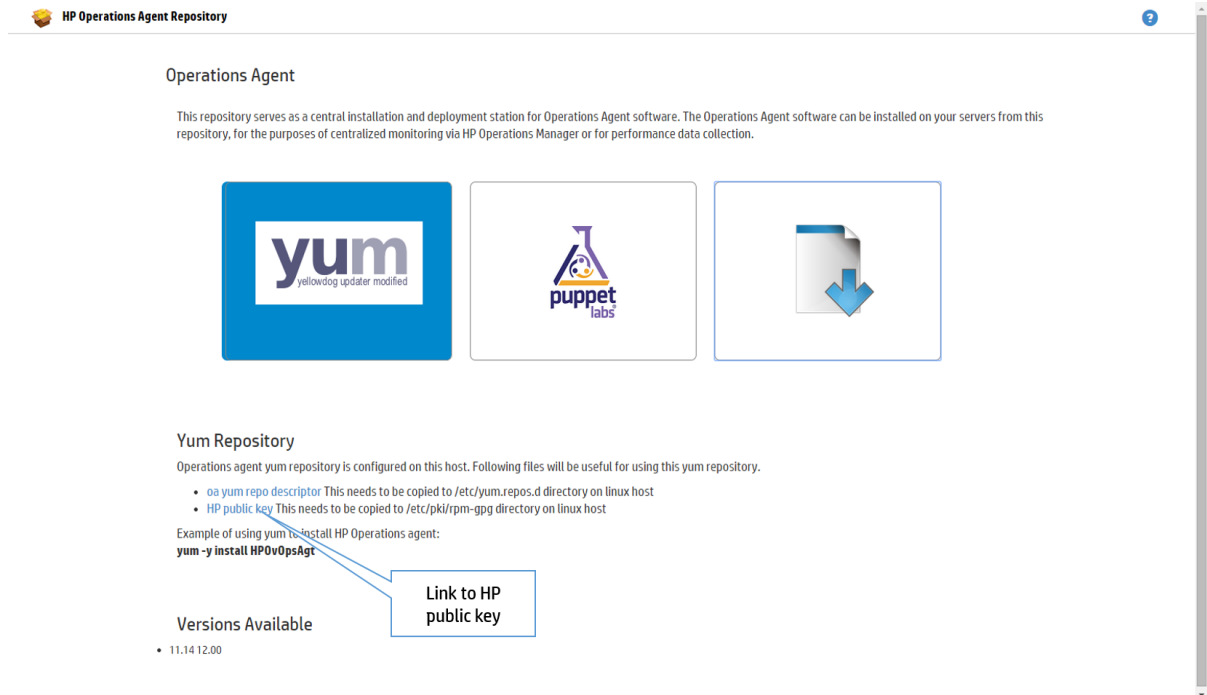 HP Operations Agent Repository
?
Operations Agent
This repository serves as a central installation and deployment station for Operations Agent software. The Operations Agent software can be installed on your servers from this
repository, for the purposes of centralized monitoring via HP Operations Manager or for performance data collection.
yum
yellowdog updater modified
puppet
labs
Yum Repository
Operations agent yum repository is configured on this host. Following files will be useful for using this yum repository.
• oa yum repo descriptor This needs to be copied to /etc/yum.repos.d directory on linux host
• HP public key This needs to be copied to /etc/pki/rpm-gpg directory on linux host
Example of using yum to install HP Operations agent:
yum -y install HPOvOpsAgt
Link to HP
public key
Versions Available
• 11.14 12.00